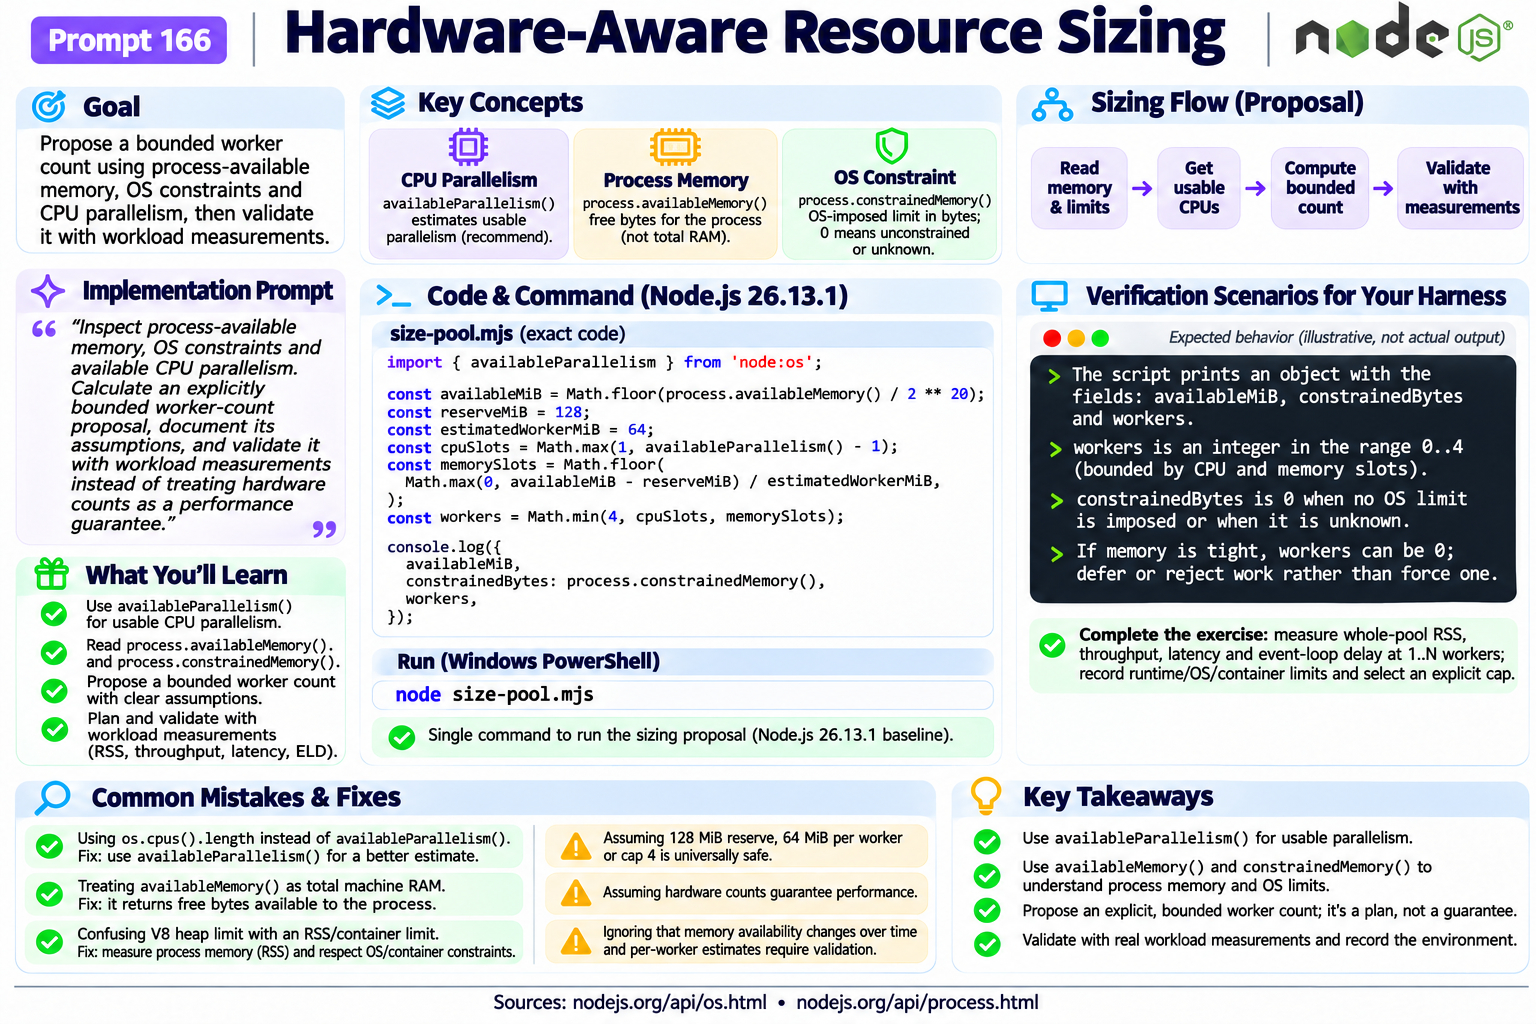 Prompt 166
Hardware-Aware Resource Sizing
node
JS
®
Goal
Propose a bounded worker
count using process-available
memory, OS constraints and
CPU parallelism, then validate
it with workload measurements.
Key Concepts
CPU Parallelism
availableParallelism()
estimates usable
parallelism (recommend).
Process Memory
process.availableMemory()
free bytes for the process
(not total RAM).
OS Constraint
process.constrainedMemory()
OS-imposed limit in bytes;
0 means unconstrained
or unknown.
Sizing Flow (Proposal)
Read
memory
& limits
Get
usable
CPUs
Compute
bounded
count
Validate
with
measurements
Implementation Prompt
“Inspect process-available
memory, OS constraints and
available CPU parallelism.
Calculate an explicitly
bounded worker-count
proposal, document its
assumptions, and validate it
with workload measurements
instead of treating hardware
counts as a performance
guarantee.”
What You’ll Learn
Use availableParallelism()
for usable CPU parallelism.
Read process.availableMemory().
and process.constrainedMemory().
Propose a bounded worker count
with clear assumptions.
Plan and validate with
workload measurements
(RSS, throughput, latency, ELD).
Code & Command (Node.js 26.13.1)
size-pool.mjs (exact code)
import { availableParallelism } from 'node:os';
const availableMiB = Math.floor(process.availableMemory() / 2 ** 20);
const reserveMiB = 128;
const estimatedWorkerMiB = 64;
const cpuSlots = Math.max(1, availableParallelism() - 1);
const memorySlots = Math.floor(
Math.max(0, availableMiB - reserveMiB) / estimatedWorkerMiB,
);
const workers = Math.min(4, cpuSlots, memorySlots);
console.log({
availableMiB,
constrainedBytes: process.constrainedMemory(),
workers,
});
Run (Windows PowerShell)
node size-pool.mjs
Single command to run the sizing proposal (Node.js 26.13.1 baseline).
Verification Scenarios for Your Harness
Expected behavior (illustrative, not actual output)
> The script prints an object with the
fields: availableMiB, constrainedBytes
and workers.
> workers is an integer in the range 0..4
(bounded by CPU and memory slots).
> constrainedBytes is 0 when no OS limit
is imposed or when it is unknown.
> If memory is tight, workers can be 0;
defer or reject work rather than force one.
Complete the exercise: measure whole-pool RSS,
throughput, latency and event-loop delay at 1..N workers;
record runtime/OS/container limits and select an explicit cap.
Common Mistakes & Fixes
Using os.cpus().length instead of availableParallelism().
Fix: use availableParallelism() for a better estimate.
Treating availableMemory() as total machine RAM.
Fix: it returns free bytes available to the process.
Confusing V8 heap limit with an RSS/container limit.
Fix: measure process memory (RSS) and respect OS/container constraints.
Assuming 128 MiB reserve, 64 MiB per worker
or cap 4 is universally safe.
Assuming hardware counts guarantee performance.
Ignoring that memory availability changes over time
and per-worker estimates require validation.
Key Takeaways
Use availableParallelism() for usable parallelism.
Use availableMemory() and constrainedMemory() to
understand process memory and OS limits.
Propose an explicit, bounded worker count; it's a plan, not a guarantee.
Validate with real workload measurements and record the environment.
Sources: nodejs.org/api/os.html • nodejs.org/api/process.html